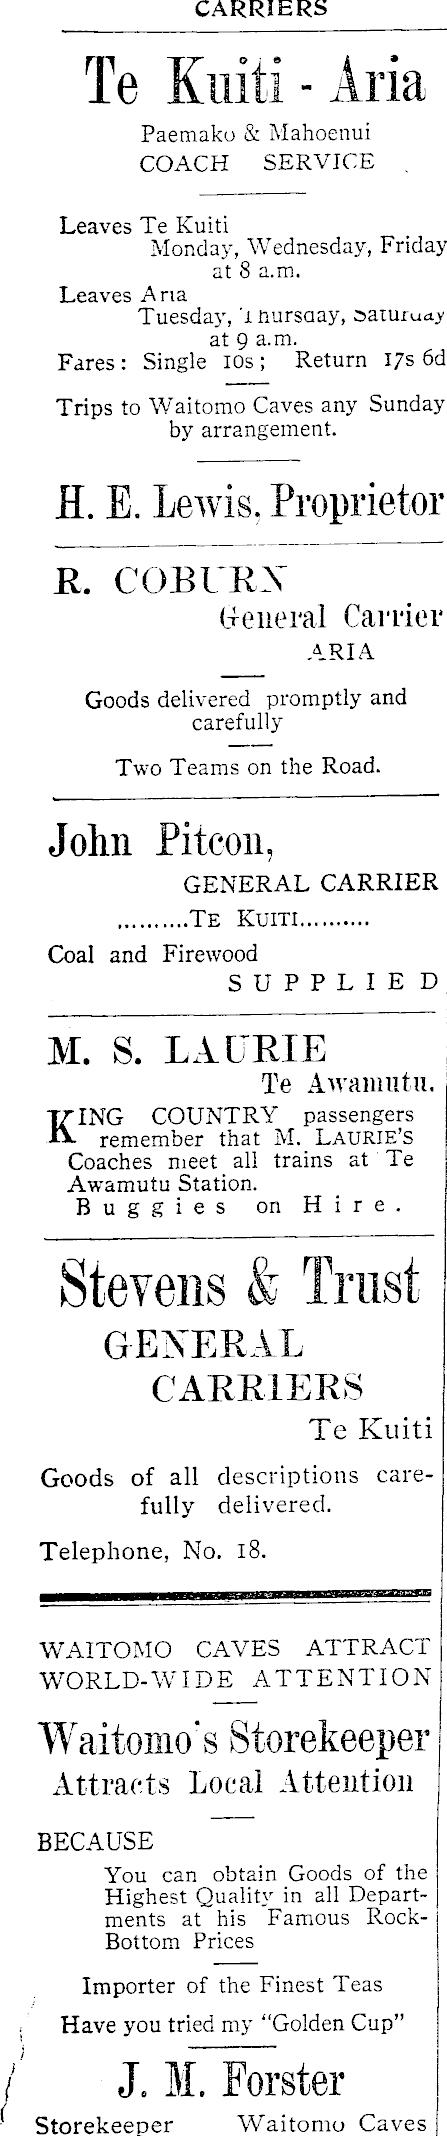 CARRIERS
Te Kuiti - Aria
Paemako & Mahoenui
COACH SERVICE
Leaves Te Kuiti
Monday, Wednesday, Friday
at 8 a.m.
Leaves Aria
Tuesday, Thursday, Saturday
at 9 a.m.
Fares: Single 10s; Return 17s 6d
Trips to Waitomo Caves any Sunday
by arrangement.
H. E. Lewis, Proprietor
R. COBURN
General Carrier
ARIA
Goods delivered promptly and
carefully
Two Teams on the Road.
John Pitcon,
GENERAL CARRIER
..........TE KUITI..........
Coal and Firewood
SUPPLIED
M. S. LAURIE
Te Awamutu.
KING COUNTRY passengers
remember that M. LAURIE'S
Coaches meet all trains at Te
Awamutu Station.
Buggies on Hire.
Stevens & Trust
GENERAL
CARRIERS
Te Kuiti
Goods of all descriptions care-
fully delivered.
Telephone, No. 18.
WAITOMO CAVES ATTRACT
WORLD-WIDE ATTENTION
Waitomo's Storekeeper
Attracts Local Attention
BECAUSE
You can obtain Goods of the
Highest Quality in all Depart-
ments at his Famous Rock-
Bottom Prices
Importer of the Finest Teas
Have you tried my "Golden Cup"
J. M. Forster
Storekeeper Waitomo Caves